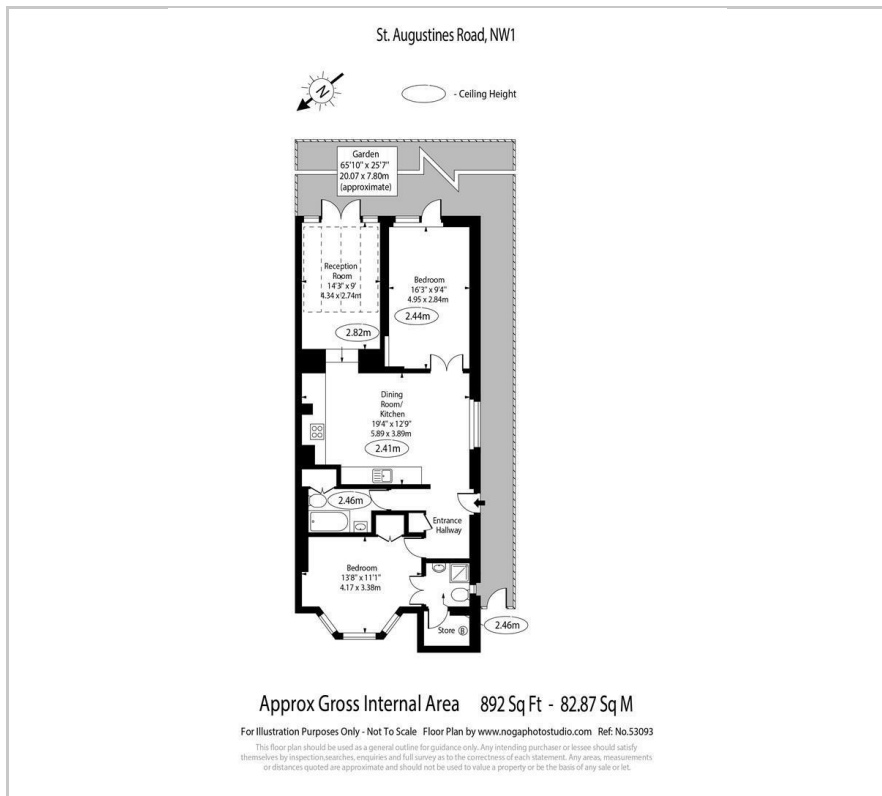 St. Augustines Road, NW1
N
- Ceiling Height
Garden
65'10" x 25'7"
20.07 x 7.80m
(approximate)
Reception
Room
14'3" x 9'
4.34 x 2.74m
2.82m
Bedroom
16'3" x 9'4"
4.95 x 2.84m
2.44m
Dining
Room/
Kitchen
19'4" x 12'9"
5.89 x 3.89m
2.41m
2.46m
Entrance
Hallway
Bedroom
13'8" x 11'1"
4.17 x 3.38m
Store B
2.46m
Approx Gross Internal Area 892 Sq Ft - 82.87 Sq M
For Illustration Purposes Only - Not To Scale Floor Plan by www.nogaphotostudio.com Ref: No.53093
This floor plan should be used as a general outline for guidance only. Any intending purchaser or lessee should satisfy
themselves by inspection,searches, enquiries and full survey as to the correctness of each statement. Any areas, measurements
or distances quoted are approximate and should not be used to value a property or be the basis of any sale or let.